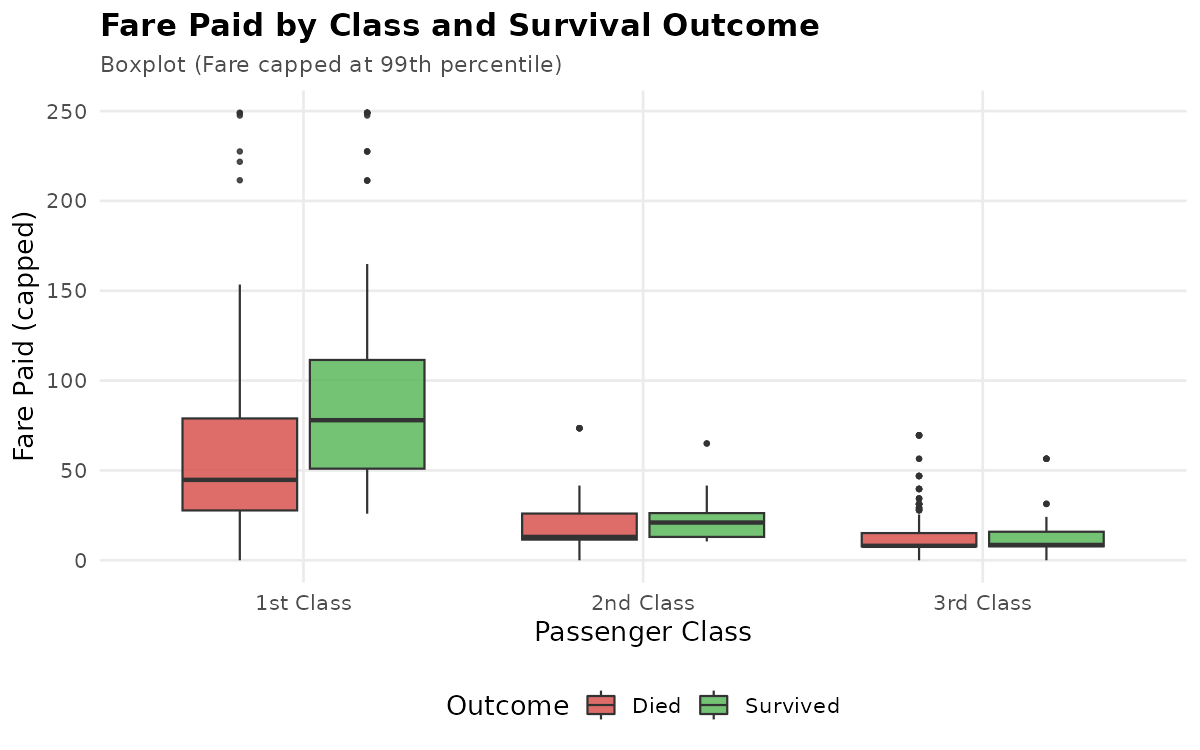 Fare Paid by Class and Survival Outcome
Boxplot (Fare capped at 99th percentile)
Fare Paid (capped)
250
200
150
100
50
0
1st Class 2nd Class 3rd Class
Passenger Class
Outcome Died Survived